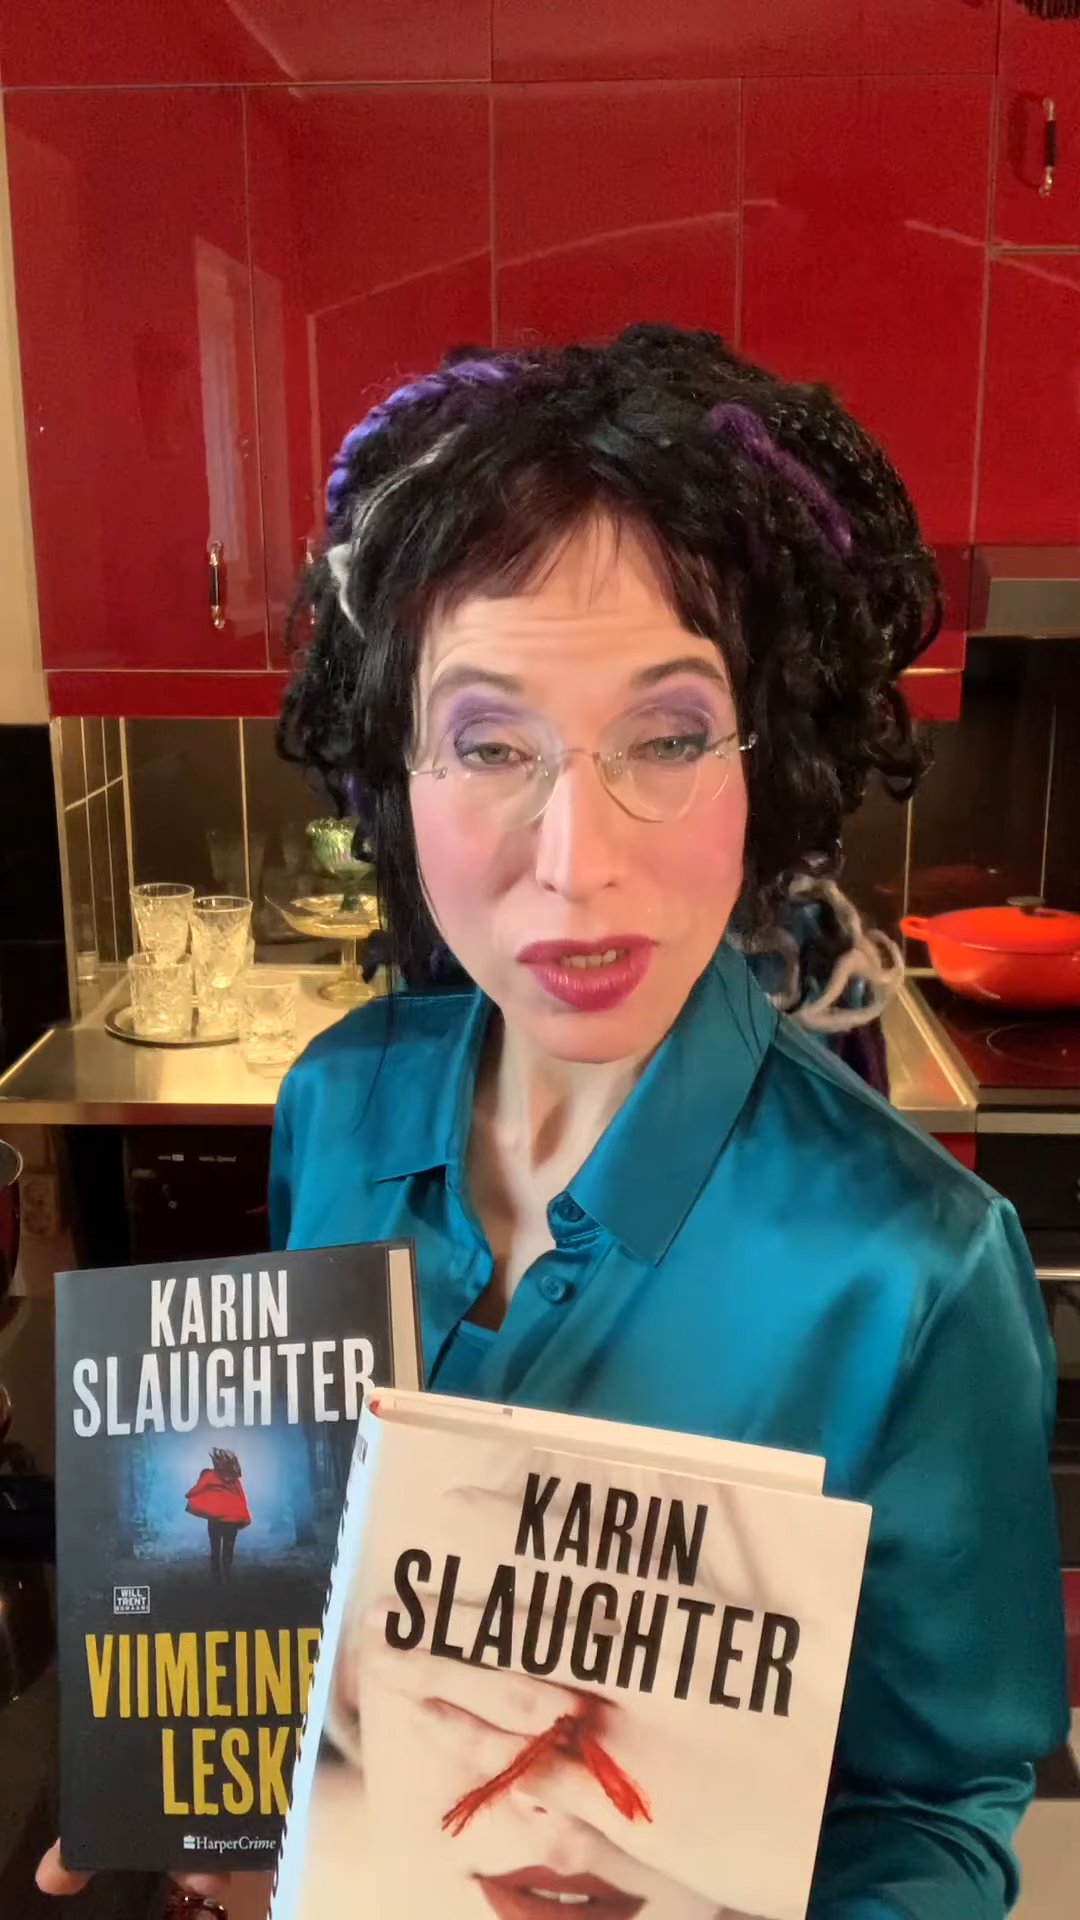 KARIN
SLAUGHTER
WILL
TRENT
ROMAANI
VIIMEINE
LESK
HarperCrime
KARIN
SLAUGHTER